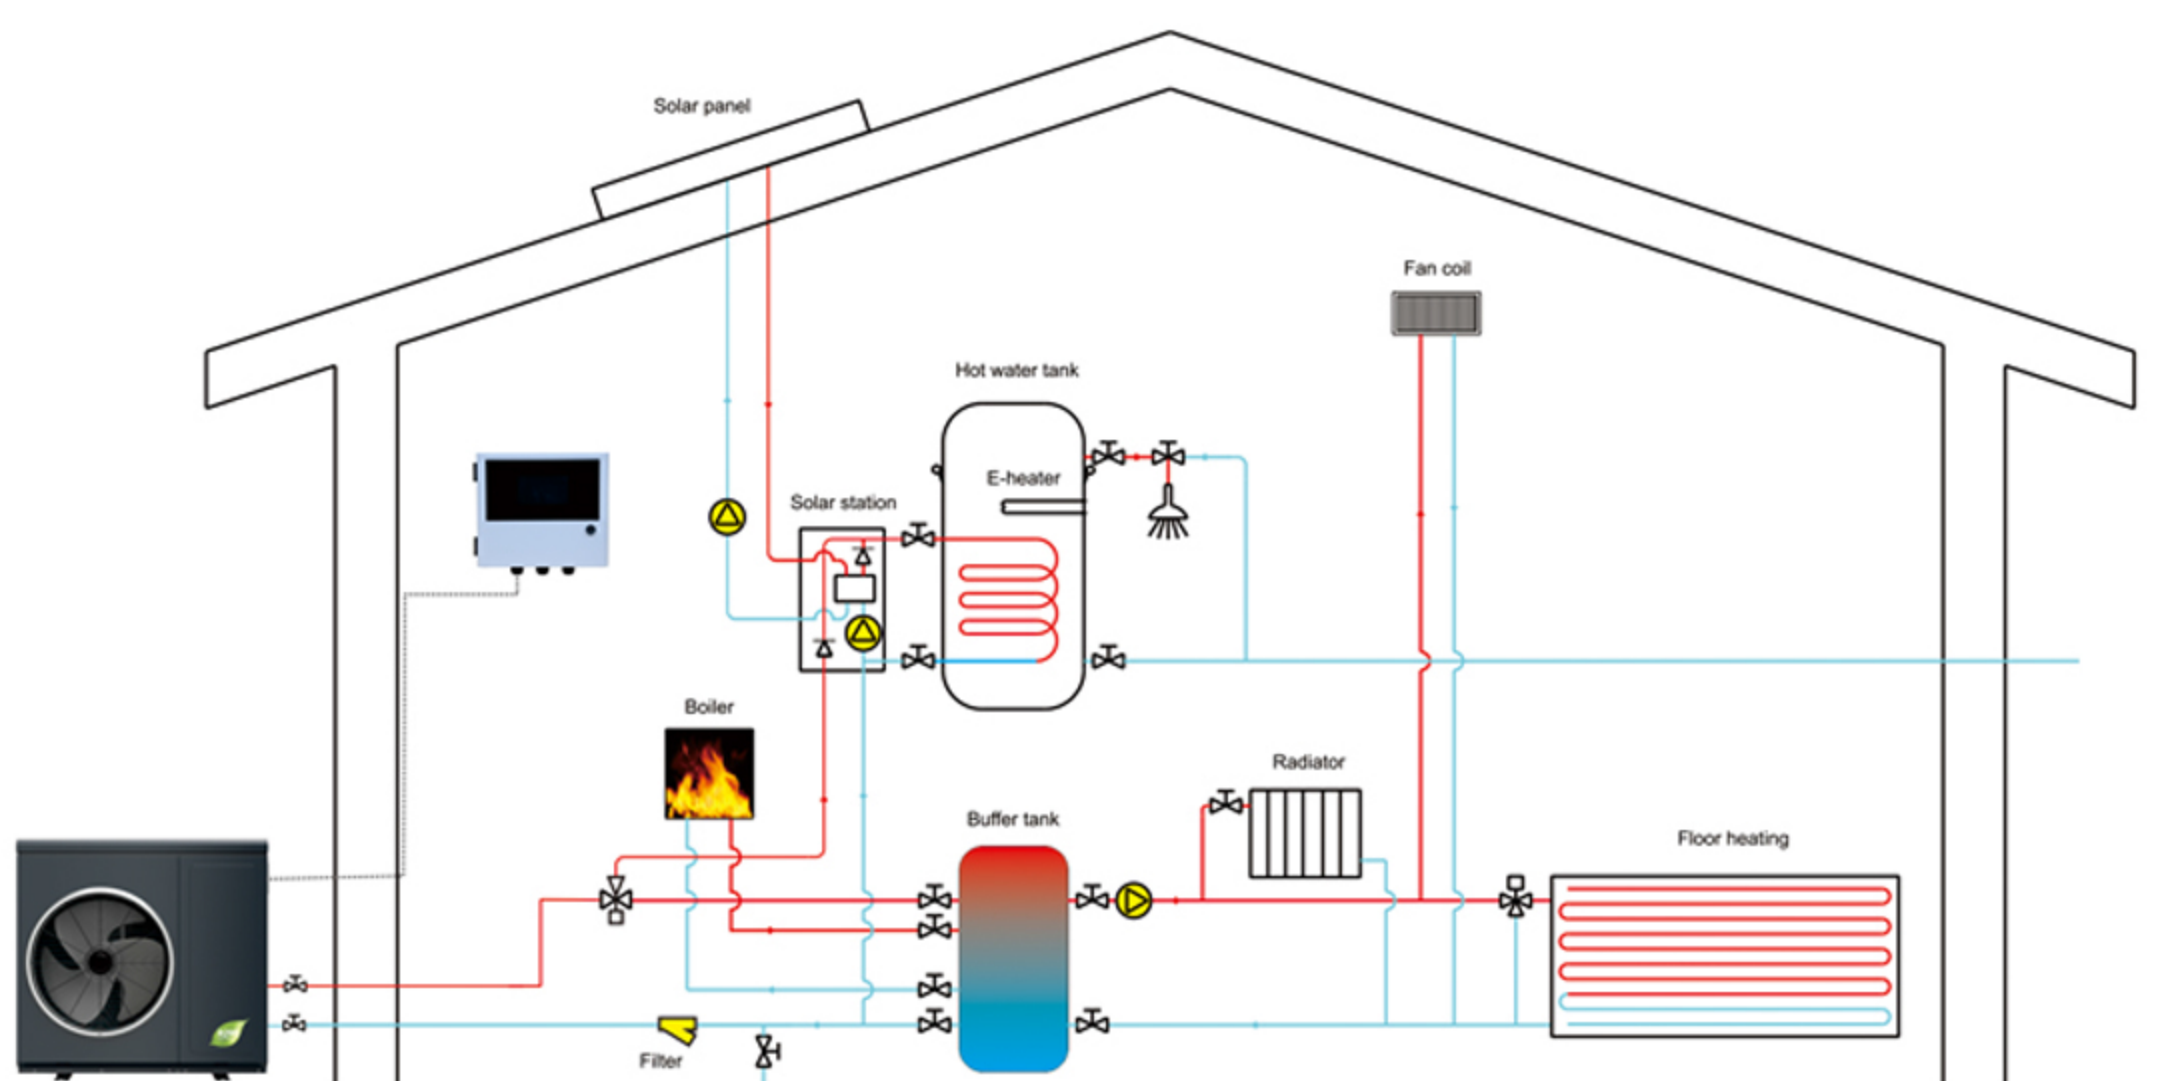 Solar panel
Fan coil
Hot water tank
E-heater
Solar station
Boiler
Radiator
Buffer tank
Floor heating
Filter